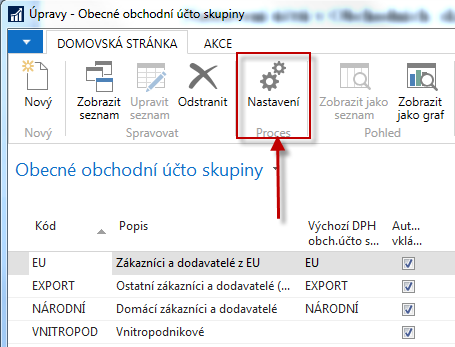 Úpravy - Obecné obchodní účto skupiny
DOMOVSKÁ STRÁNKA AKCE
Nový Zobrazit seznam Upravit seznam Odstranit Nastavení Zobrazit jako seznam Zobrazit jako graf
Nový Spravovat Proces Pohled
Obecné obchodní účto skupiny
Kód Popis Výchozí DPH obch.účto s... Aut... vklá...
EU Zákazníci a dodavatelé z EU EU
EXPORT Ostatní zákazníci a dodavatelé (... EXPORT
NÁRODNÍ Domácí zákazníci a dodavatelé NÁRODNÍ
VNITROPOD Vnitropodnikové